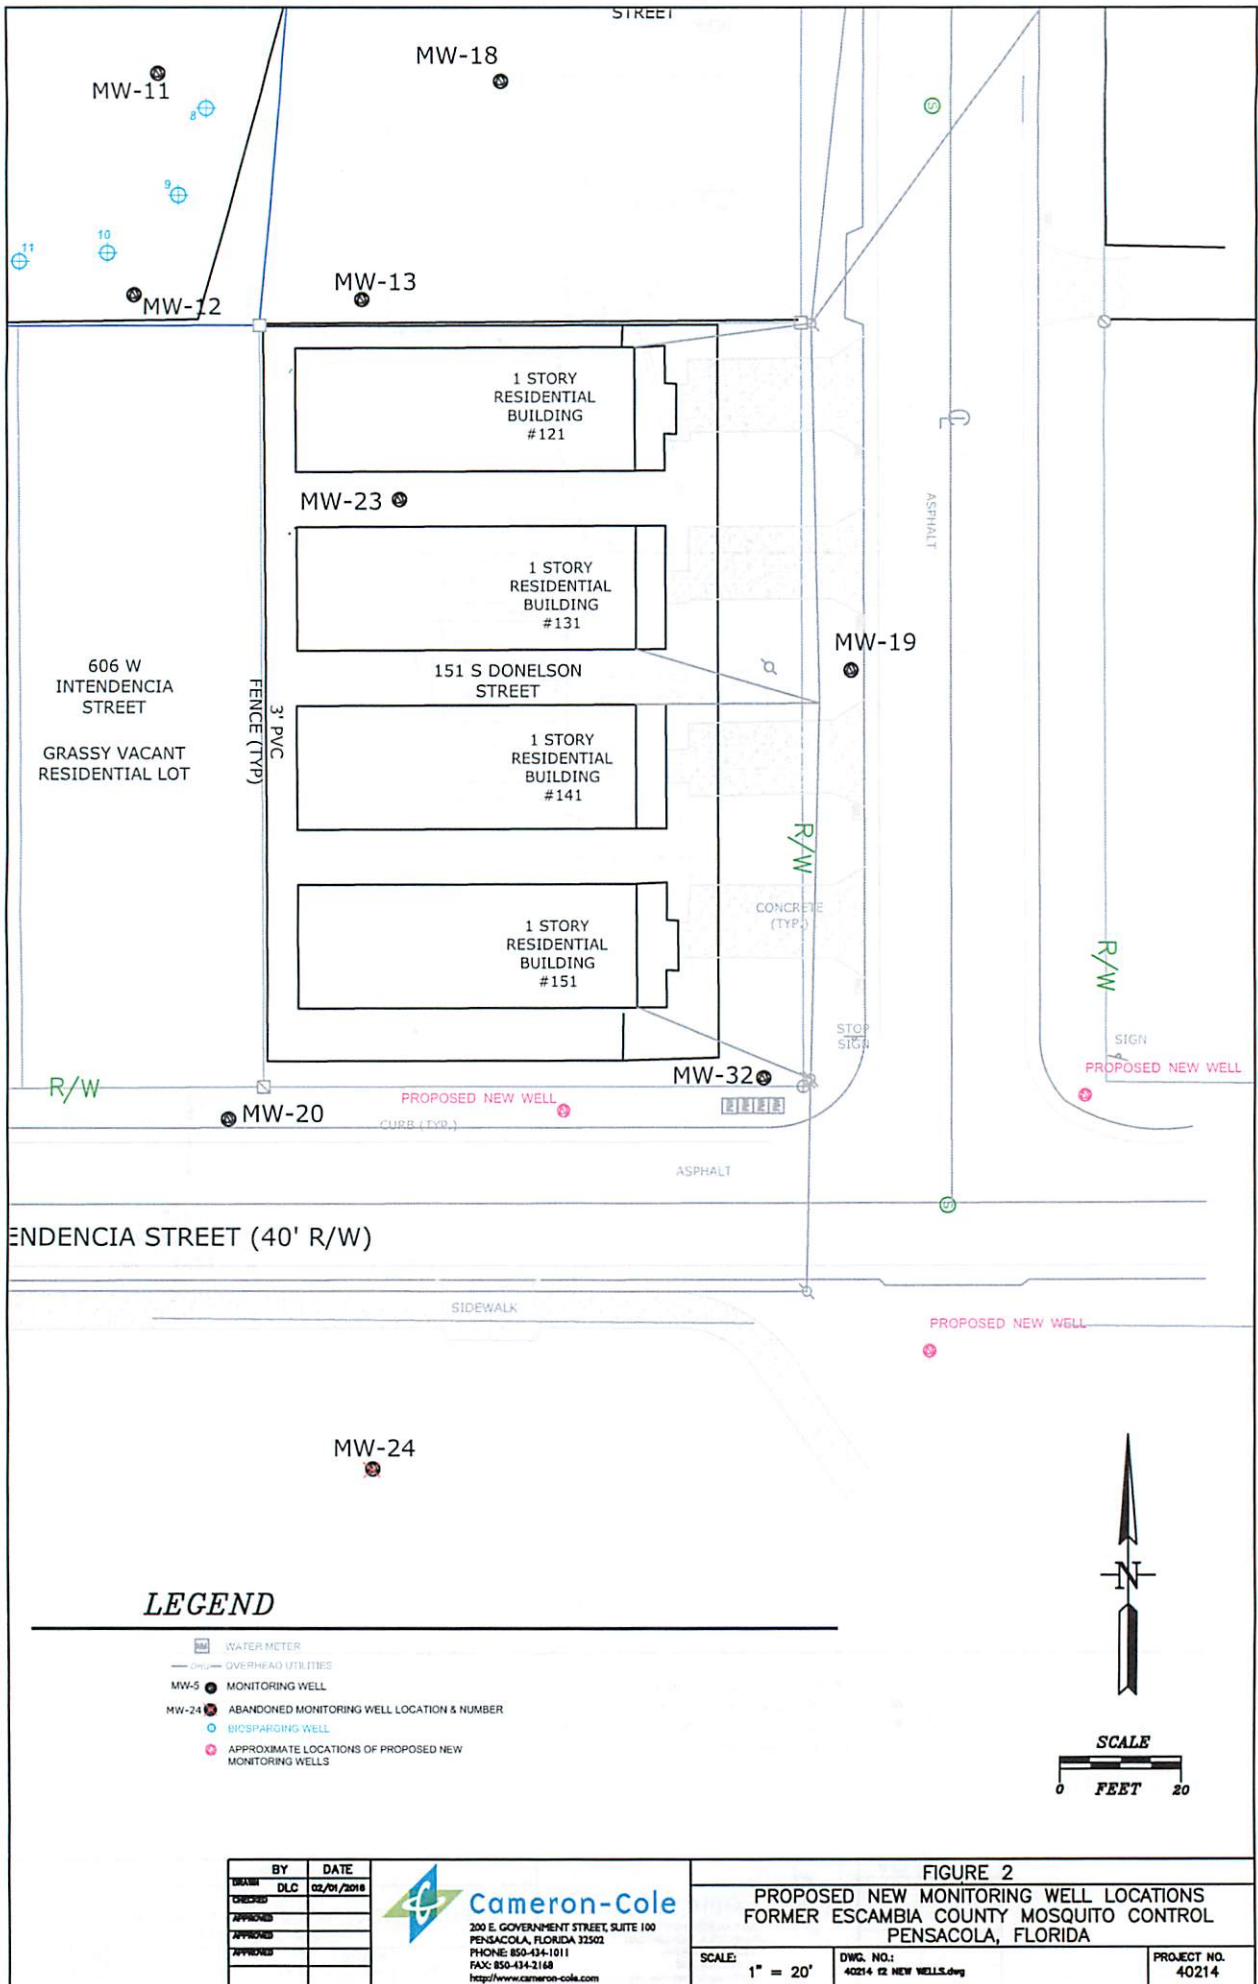 STREET
MW-18
MW-11
8
9
10
11
MW-12
MW-13
1 STORY
RESIDENTIAL
BUILDING
#121
MW-23
1 STORY
RESIDENTIAL
BUILDING
#131
ASPHALT
MW-19
606 W
INTENDENCIA
STREET
GRASSY VACANT
RESIDENTIAL LOT
3' PVC
FENCE (TYP)
151 S DONELSON
STREET
1 STORY
RESIDENTIAL
BUILDING
#141
R/W
CONCRETE
(TYP.)
1 STORY
RESIDENTIAL
BUILDING
#151
R/W
STOP
SIGN
SIGN
PROPOSED NEW WELL
MW-32
R/W
PROPOSED NEW WELL
MW-20
CURB (TYP.)
ASPHALT
S
S
ENDENCIA STREET (40' R/W)
SIDEWALK
PROPOSED NEW WELL
MW-24
N
LEGEND
WATER METER
OVERHEAD UTILITIES
MW-5 MONITORING WELL
MW-24 ABANDONED MONITORING WELL LOCATION & NUMBER
BIOSPARGING WELL
APPROXIMATE LOCATIONS OF PROPOSED NEW
MONITORING WELLS
SCALE
0 FEET 20
BY DATE
DRAWN DLC 02/01/2018
CHECKED
APPROVED
APPROVED
APPROVED
Cameron-Cole
200 E. GOVERNMENT STREET, SUITE 100
PENSACOLA, FLORIDA 32502
PHONE: 850-434-1011
FAX: 850-434-2168
http://www.cameron-cole.com
FIGURE 2
PROPOSED NEW MONITORING WELL LOCATIONS
FORMER ESCAMBIA COUNTY MOSQUITO CONTROL
PENSACOLA, FLORIDA
SCALE:
1" = 20'
DWG. NO.:
40214 f2 NEW WELLS.dwg
PROJECT NO.
40214